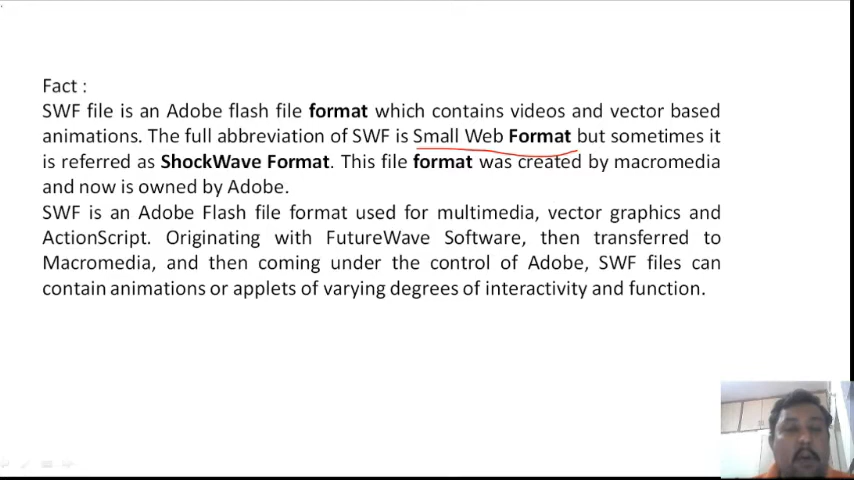 Fact :
SWF file is an Adobe flash file format which contains videos and vector based
animations. The full abbreviation of SWF is Small Web Format but sometimes it
is referred as ShockWave Format. This file format was created by macromedia
and now is owned by Adobe.
SWF is an Adobe Flash file format used for multimedia, vector graphics and
ActionScript. Originating with FutureWave Software, then transferred to
Macromedia, and then coming under the control of Adobe, SWF files can
contain animations or applets of varying degrees of interactivity and function.